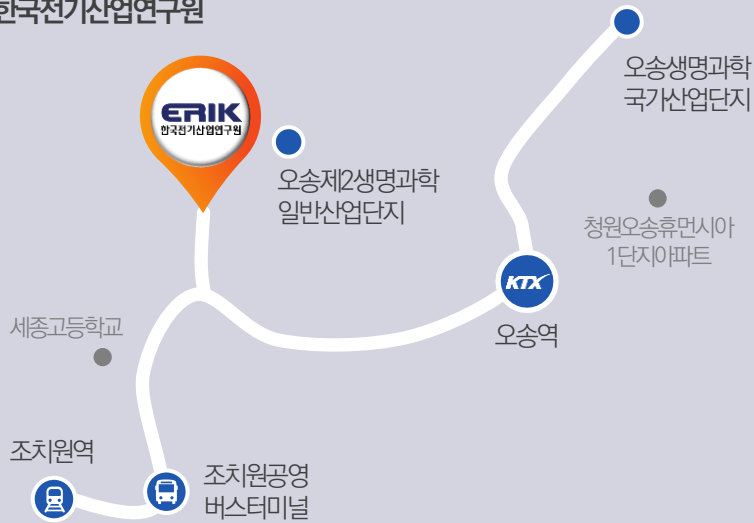 한국전기산업연구원
오송생명과학
국가산업단지
ERIK
한국전기산업연구원
오송제2생명과학
일반산업단지
청원오송휴먼시아
1단지아파트
KTX
오송역
세종고등학교
조치원역
조치원공영
버스터미널